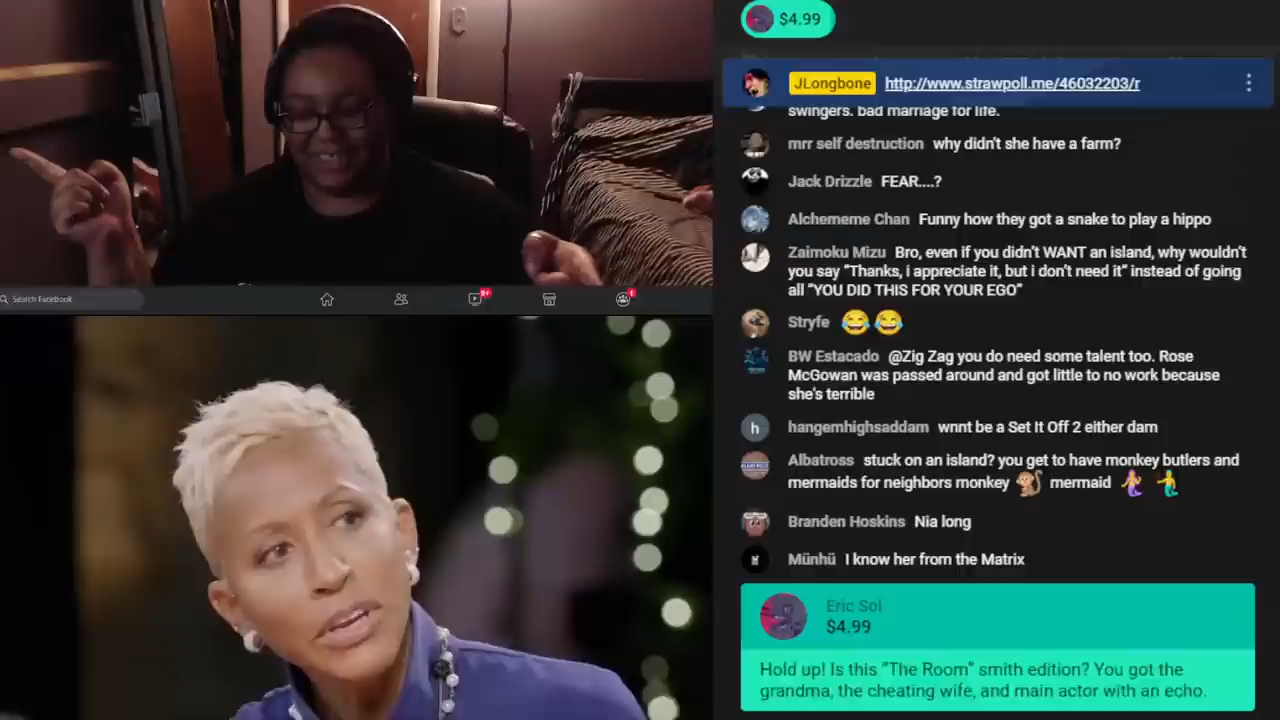 $4.99
JLongbone http://www.strawpoll.me/46032203/r
swingers. bad marriage for life.
mrr self destruction why didn't she have a farm?
Jack Drizzle FEAR....?
Alchememe Chan Funny how they got a snake to play a hippo
Zaimoku Mizu Bro, even if you didn't WANT an island, why wouldn't
you say "Thanks, i appreciate it, but i don't need it" instead of going
all "YOU DID THIS FOR YOUR EGO"
Stryfe 😂😂
BW Estacado @Zig Zag you do need some talent too. Rose
McGowan was passed around and got little to no work because
she's terrible
h hangemhighsaddam wnnt be a Set It Off 2 either dam
Albatross stuck on an island? you get to have monkey butlers and
mermaids for neighbors monkey 🐒 mermaid 🧜‍♀️ 🧜‍♂️
Branden Hoskins Nia long
Münhü I know her from the Matrix
Eric Sol
$4.99
Hold up! Is this "The Room" smith edition? You got the
grandma, the cheating wife, and main actor with an echo.
Search Facebook
9+
1